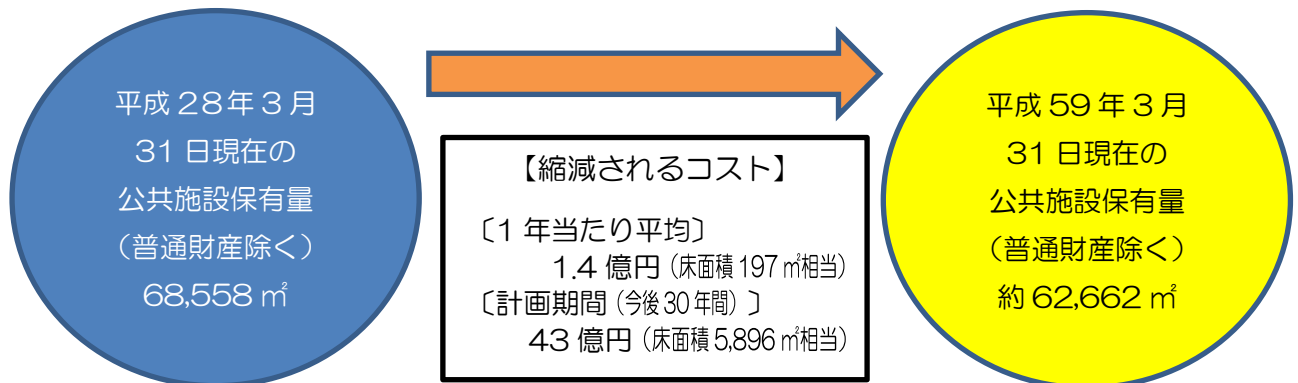 平成28年3月
31日現在の
公共施設保有量
（普通財産除く）
68,558㎡
【縮減されるコスト】
〔1年当たり平均〕
1.4億円（床面積197㎡相当）
〔計画期間（今後30年間）〕
43億円（床面積5,896㎡相当）
平成59年3月
31日現在の
公共施設保有量
（普通財産除く）
約62,662㎡